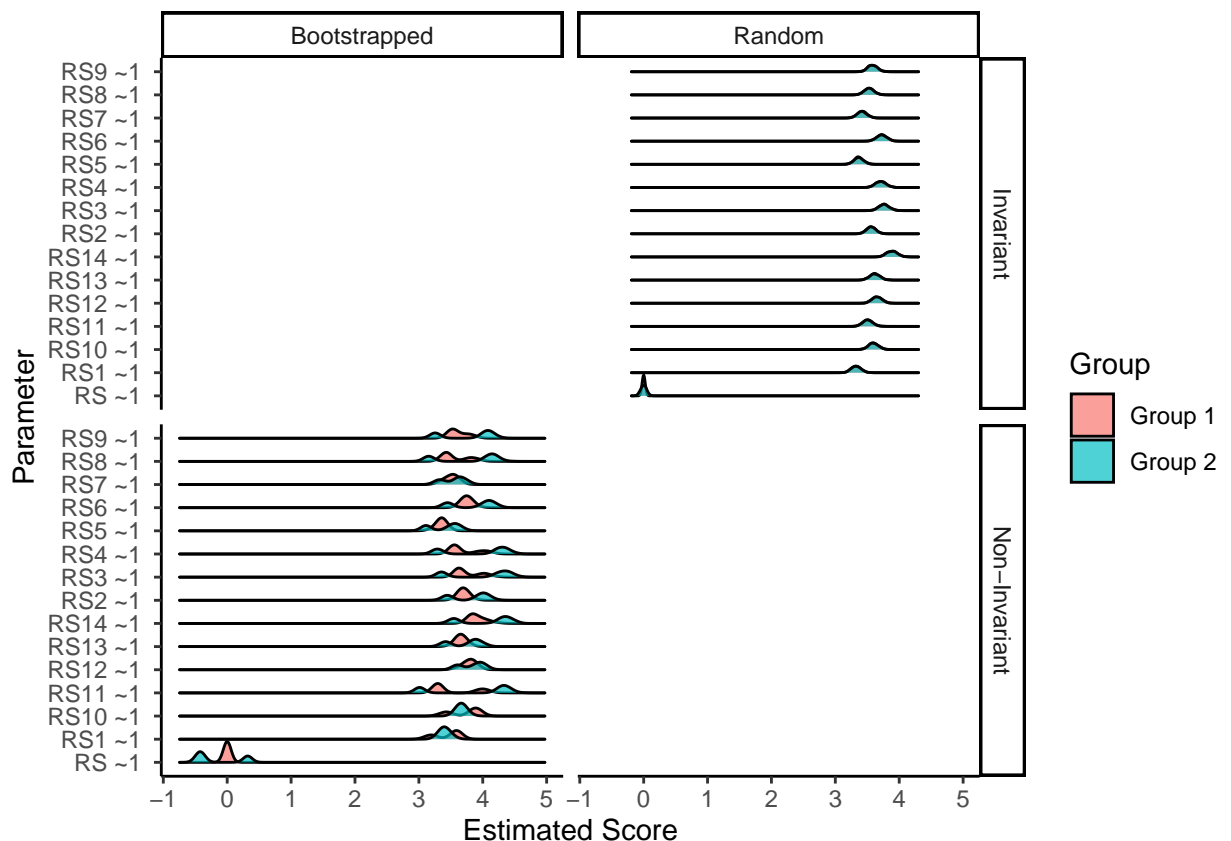 Bootstrapped
Random
RS9 ~1
RS8 ~1
RS7 ~1
RS6 ~1
RS5 ~1
RS4 ~1
RS3 ~1
RS2 ~1
RS14 ~1
RS13 ~1
RS12 ~1
RS11 ~1
RS10 ~1
RS1 ~1
RS ~1
Invariant
RS9 ~1
RS8 ~1
RS7 ~1
RS6 ~1
RS5 ~1
RS4 ~1
RS3 ~1
RS2 ~1
RS14 ~1
RS13 ~1
RS12 ~1
RS11 ~1
RS10 ~1
RS1 ~1
RS ~1
Non−Invariant
Parameter
−1 0 1 2 3 4 5
−1 0 1 2 3 4 5
Estimated Score
Group
Group 1
Group 2